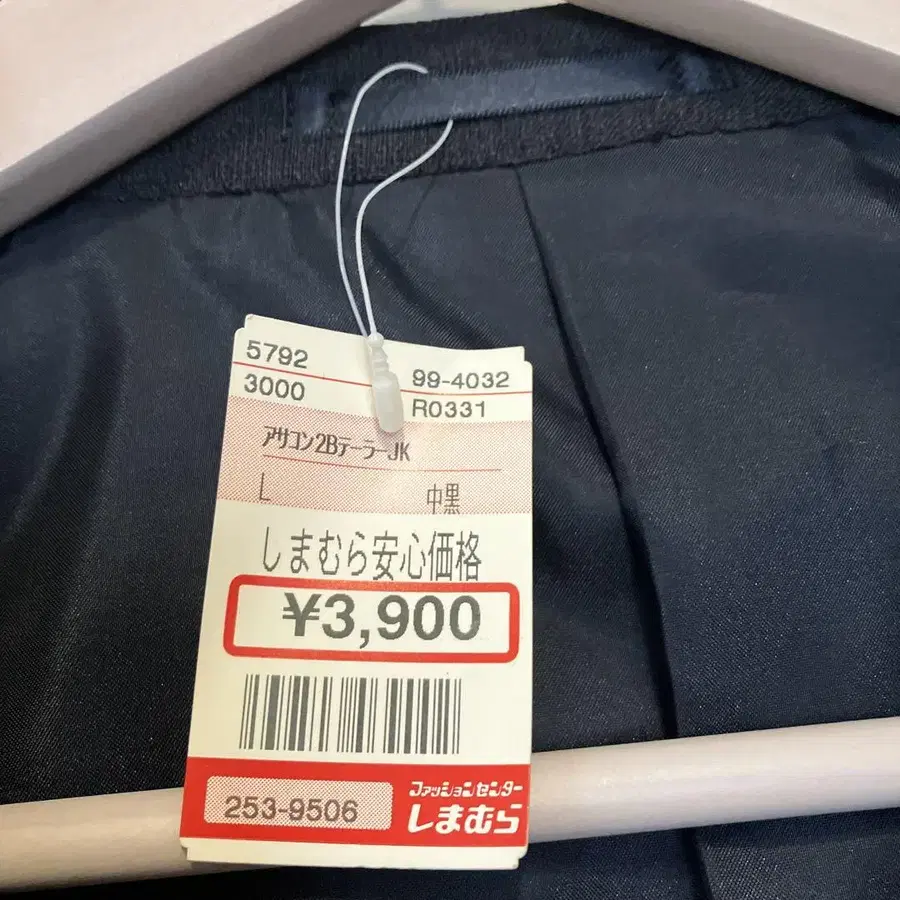 5792
3000
99-4032
R0331
アサコン2BテーラーJK
L 中黒
しまむら安心価格
¥3,900
253-9506
ファッションセンター
しまむら